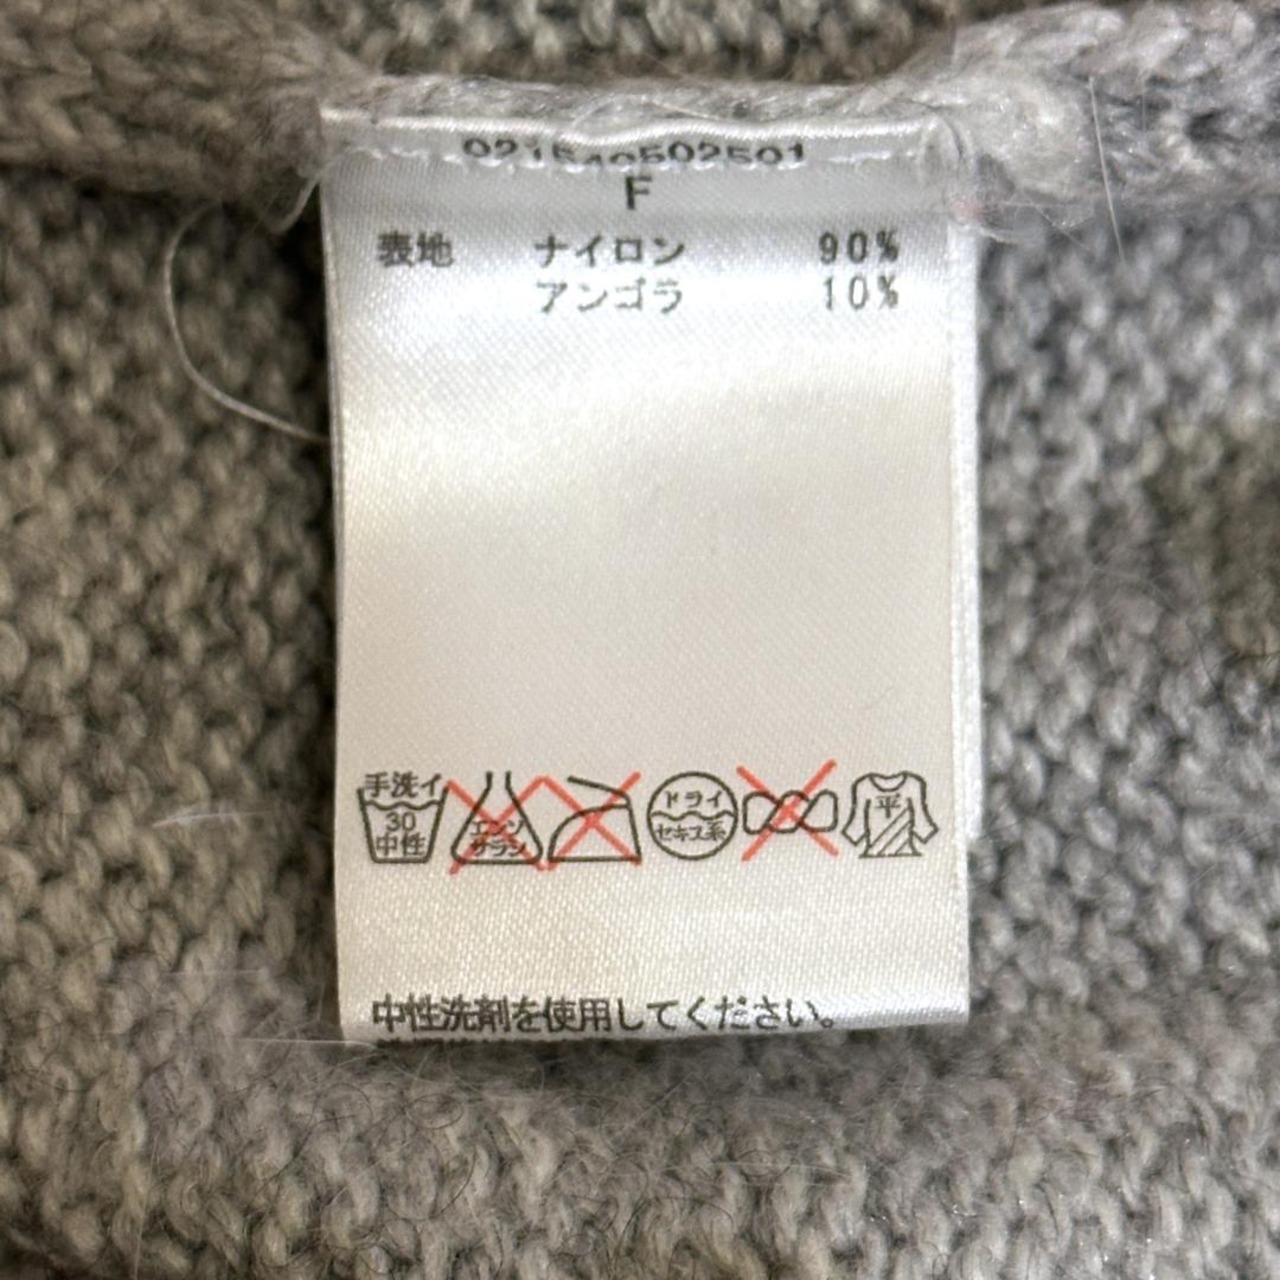 F
表地 ナイロン 90%
アンゴラ 10%
手洗イ
30
中性
エンソ
サラシ
ドライ
セキユ系
平
中性洗剤を使用してください。